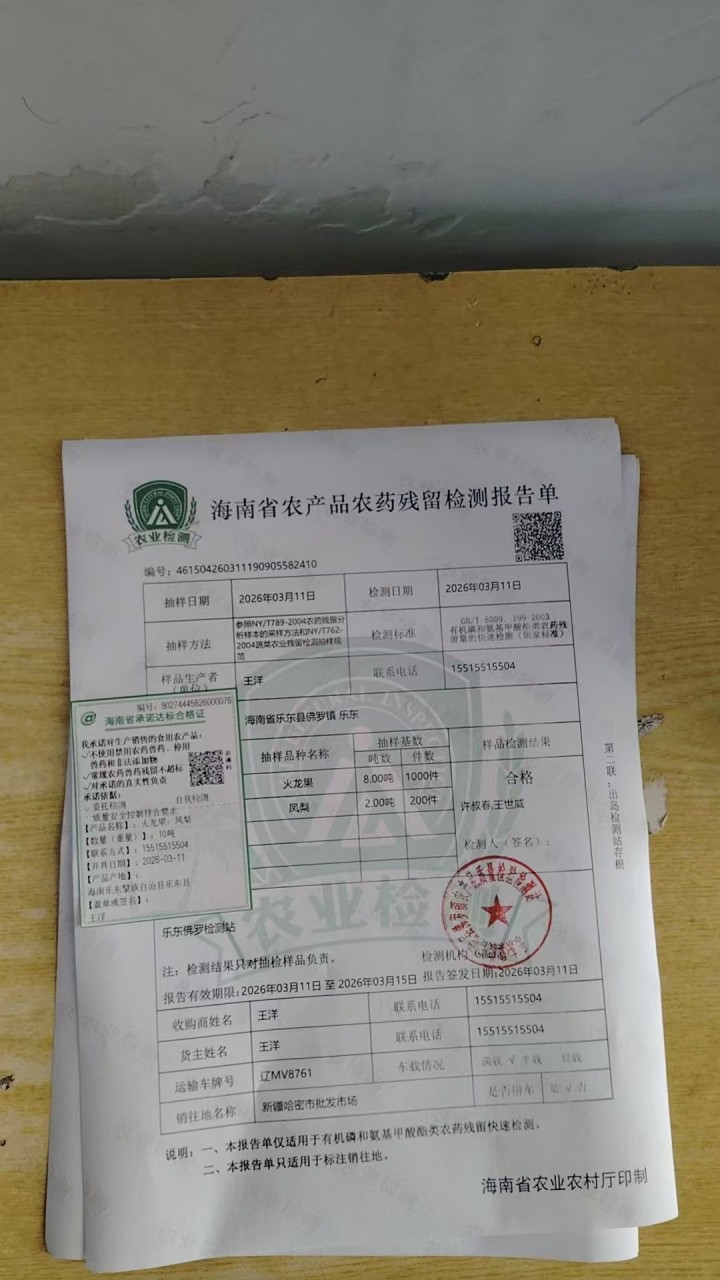 海南省农产品农药残留检测报告单
农业检测
编号：461504260311190905582410
抽样日期 2026年03月11日 检测日期 2026年03月11日
抽样方法 参照NY/T789-2004农药残留分析样本的采样方法和NY/T762-2004蔬菜农业残留检测抽样规范 检测标准 GB/T 5009. 199-2003 有机磷和氨基甲酸酯类农药残留量的快速检测（国家标准）
样品生产者（单位） 王洋 联系电话 15515515504
海南省乐东县佛罗镇 乐东
抽样品种名称 抽样基数 样品检测结果
吨数 件数
火龙果 8.00吨 1000件 合格
凤梨 2.00吨 200件 许叔春,王世威
检测人（签名）：
第二联：出岛检测站存根
编号: 90274445826000076
海南省承诺达标合格证
我承诺对生产销售的食用农产品：
✓不使用禁用农药兽药、停用
兽药和非法添加物
✓常规农药兽药残留不超标
✓对承诺的真实性负责
承诺依据：
委托检测 自我检测
质量安全控制符合要求
【产品名称】：火龙果、凤梨
【数量（重量）】：10吨
【联系方式】：15515515504
【开具日期】：2026-03-11
【产品产地】：
海南乐东黎族自治县乐东县
【盖章或签名】：
王洋
农业检测
乐东佛罗检测站
注：检测结果只对抽检样品负责。 检测机构
报告有效期限:2026年03月11日 至 2026年03月15日 报告签发日期:2026年03月11日
收购商姓名 王洋 联系电话 15515515504
货主姓名 王洋 联系电话 15515515504
运输车牌号 辽MV8761 车载情况 满载 √ 半载 轻载
销往地名称 新疆哈密市批发市场 是否拼车 是 √ 否
说明：一、本报告单仅适用于有机磷和氨基甲酸酯类农药残留快速检测。
二、本报告单只适用于标注销往地。
海南省农业农村厅印制